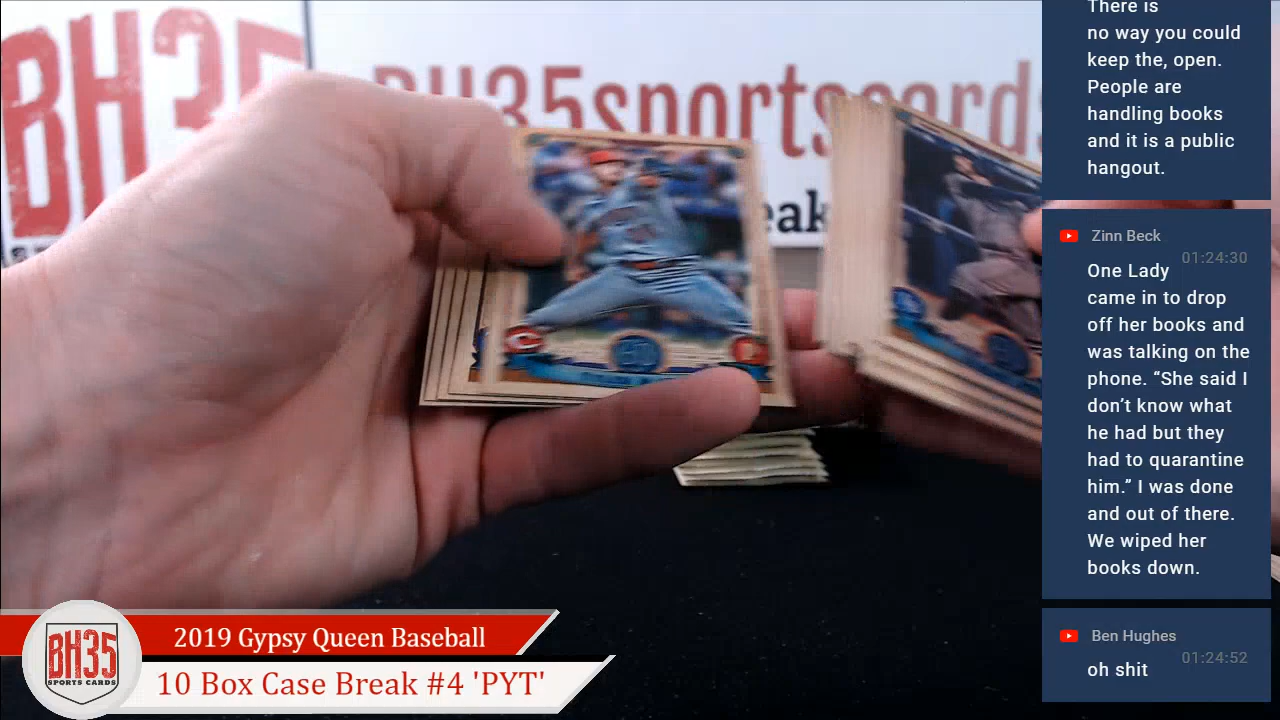 BH35
SPORTS
BH35sportscards
eak
There is
no way you could
keep the, open.
People are
handling books
and it is a public
hangout.
Zinn Beck
01:24:30
One Lady
came in to drop
off her books and
was talking on the
phone. “She said I
don’t know what
he had but they
had to quarantine
him.” I was done
and out of there.
We wiped her
books down.
Ben Hughes
01:24:52
oh shit
BH35
SPORTS CARDS
2019 Gypsy Queen Baseball
10 Box Case Break #4 'PYT'